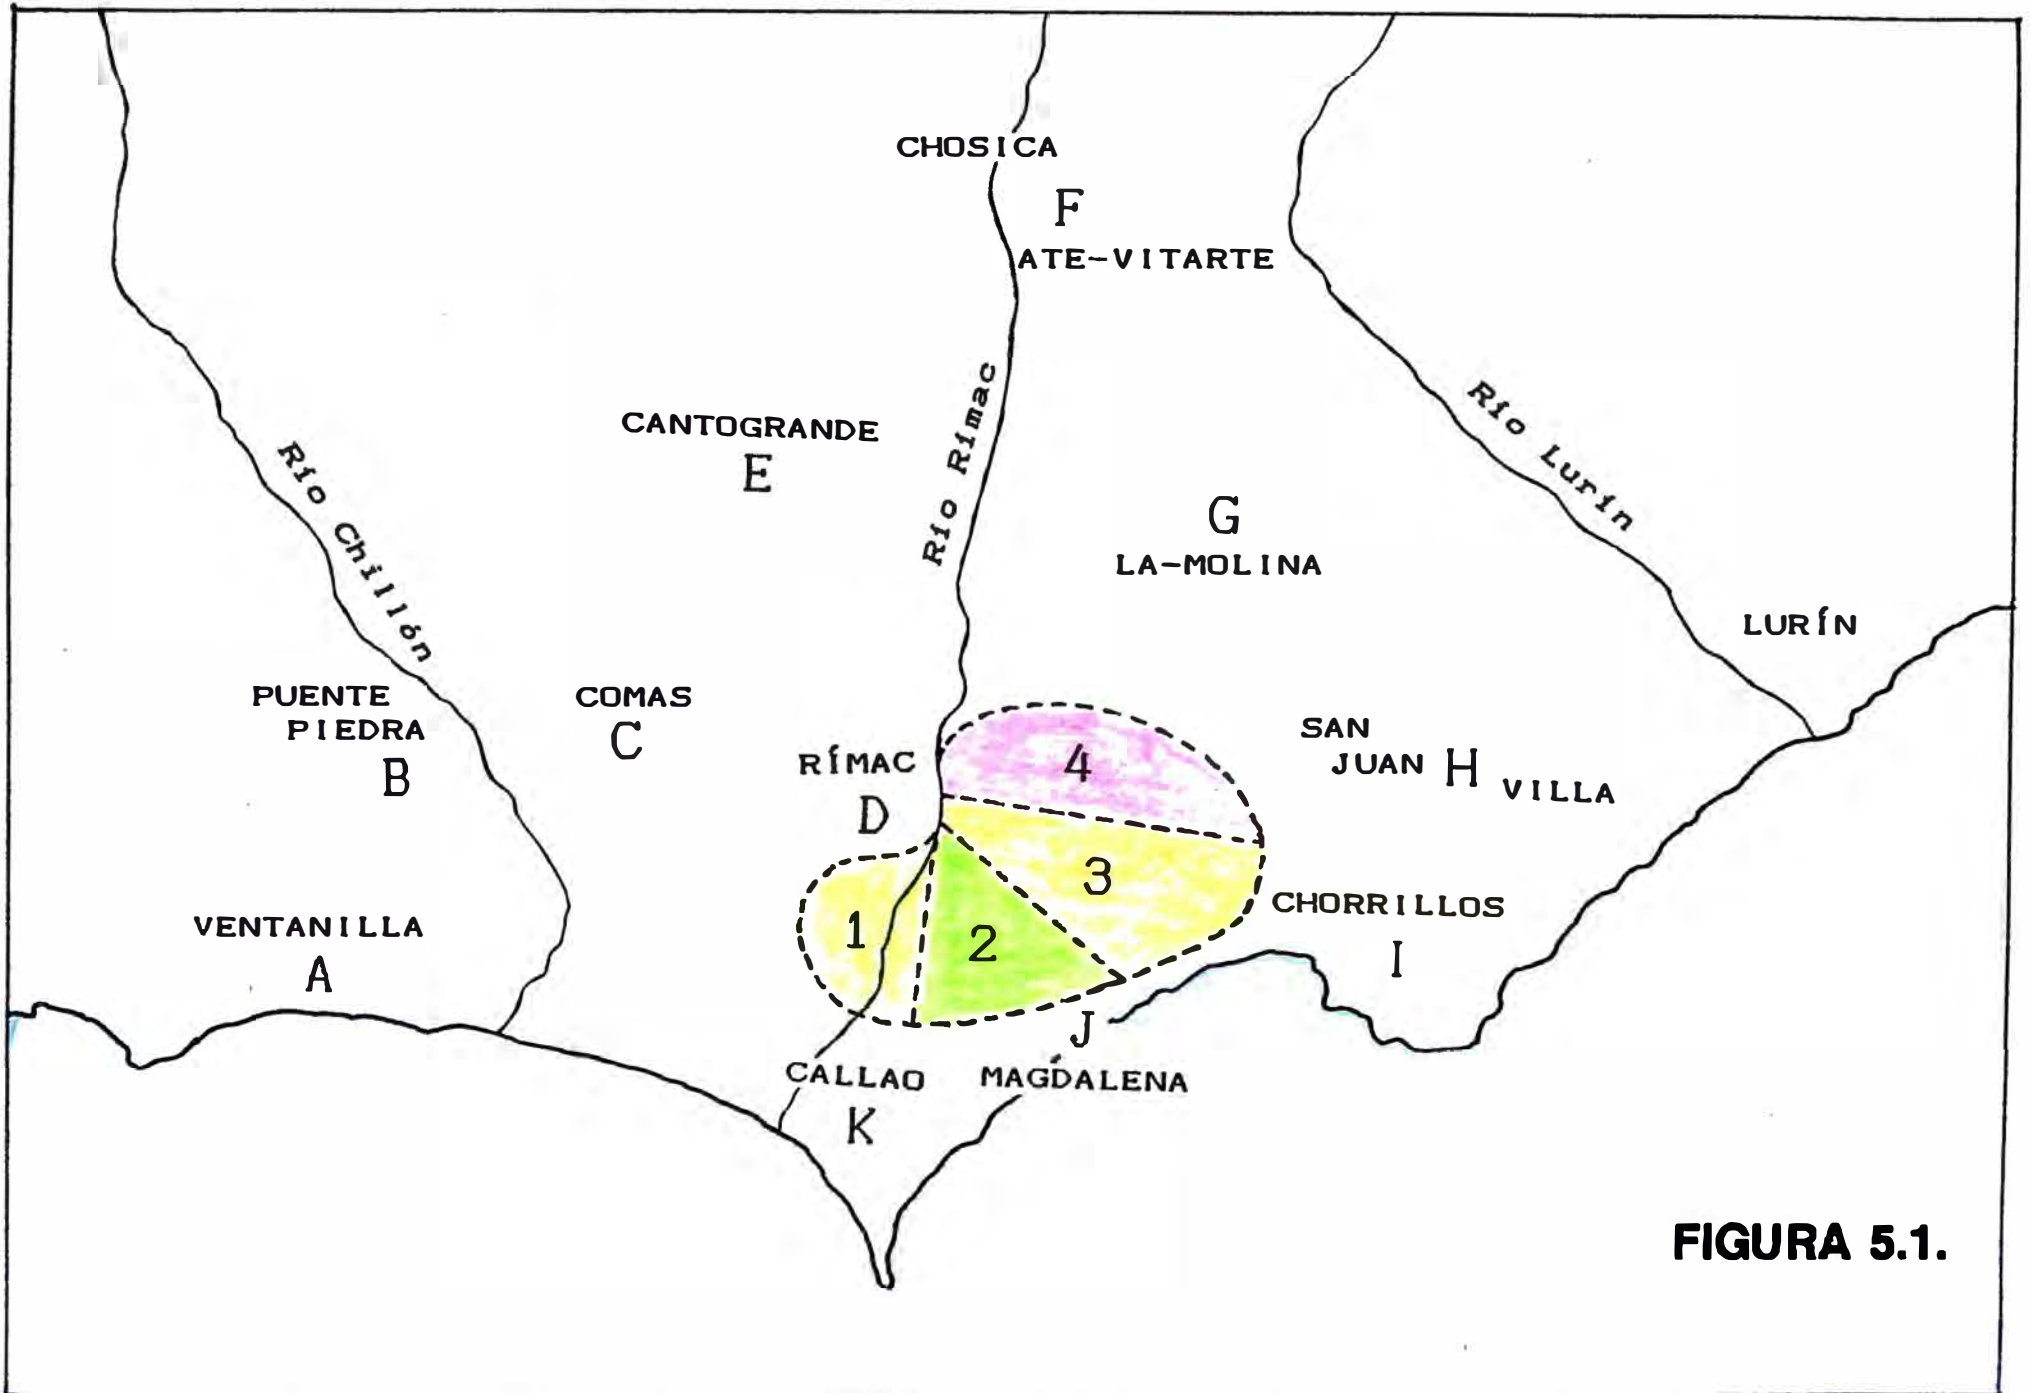 CHOSICA
F
ATE-VITARTE
Río Rímac
CANTOGRANDE
E
Río Lurín
Río Chillón
G
LA-MOLINA
LURÍN
PUENTE
PIEDRA
B
COMAS
C
RÍMAC
D
4
SAN
JUAN H VILLA
3
1
2
CHORRILLOS
I
VENTANILLA
A
J
CALLAO
K
MAGDALENA
FIGURA 5.1.